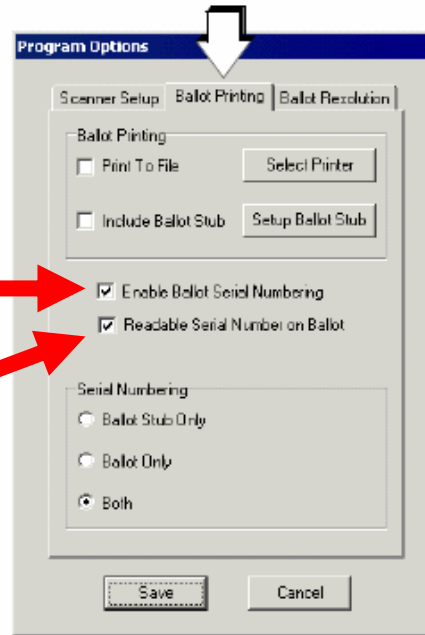 Program Options
Scanner Setup Ballot Printing Ballot Resolution
Ballot Printing
Print To File Select Printer
Include Ballot Stub Setup Ballot Stub
Enable Ballot Serial Numbering
Readable Serial Number on Ballot
Serial Numbering
Ballot Stub Only
Ballot Only
Both
Save Cancel